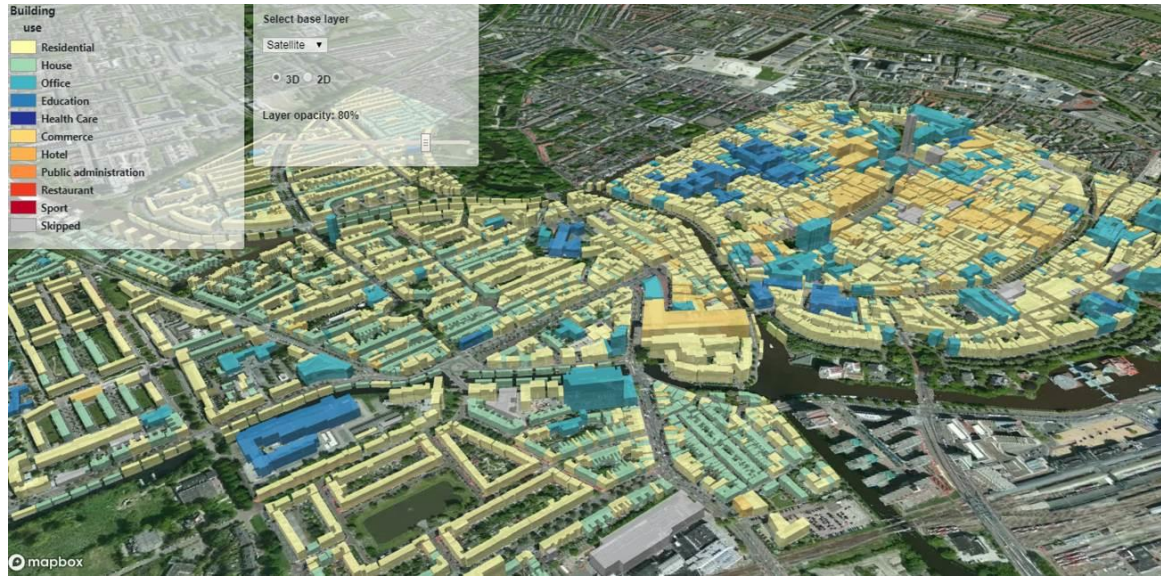 Building
use
Residential
House
Office
Education
Health Care
Commerce
Hotel
Public administration
Restaurant
Sport
Skipped
Select base layer
Satellite ▼
3D 2D
Layer opacity: 80%
mapbox